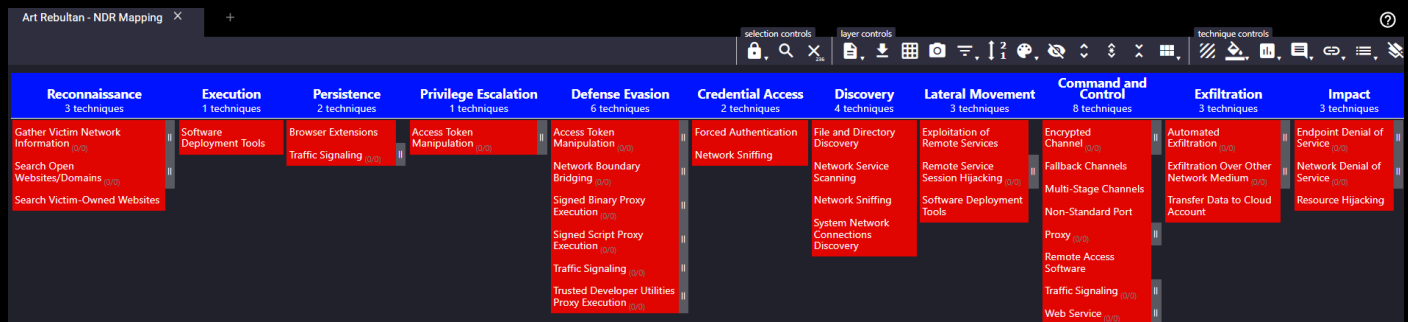 Art Rebultan - NDR Mapping
selection controls
layer controls
technique controls
236
2
1
Reconnaissance
3 techniques
Gather Victim Network
Information (0/0)
Search Open
Websites/Domains (0/0)
Search Victim-Owned Websites
Execution
1 techniques
Software
Deployment Tools
Persistence
2 techniques
Browser Extensions
Traffic Signaling (0/0)
Privilege Escalation
1 techniques
Access Token
Manipulation (0/0)
Defense Evasion
6 techniques
Access Token
Manipulation (0/0)
Network Boundary
Bridging (0/0)
Signed Binary Proxy
Execution (0/0)
Signed Script Proxy
Execution (0/0)
Traffic Signaling (0/0)
Trusted Developer Utilities
Proxy Execution (0/0)
Credential Access
2 techniques
Forced Authentication
Network Sniffing
Discovery
4 techniques
File and Directory
Discovery
Network Service
Scanning
Network Sniffing
System Network
Connections
Discovery
Lateral Movement
3 techniques
Exploitation of
Remote Services
Remote Service
Session Hijacking (0/0)
Software Deployment
Tools
Command and
Control
8 techniques
Encrypted
Channel (0/0)
Fallback Channels
Multi-Stage Channels
Non-Standard Port
Proxy (0/0)
Remote Access
Software
Traffic Signaling (0/0)
Web Service (0/0)
Exfiltration
3 techniques
Automated
Exfiltration (0/0)
Exfiltration Over Other
Network Medium (0/0)
Transfer Data to Cloud
Account
Impact
3 techniques
Endpoint Denial of
Service (0/0)
Network Denial of
Service (0/0)
Resource Hijacking